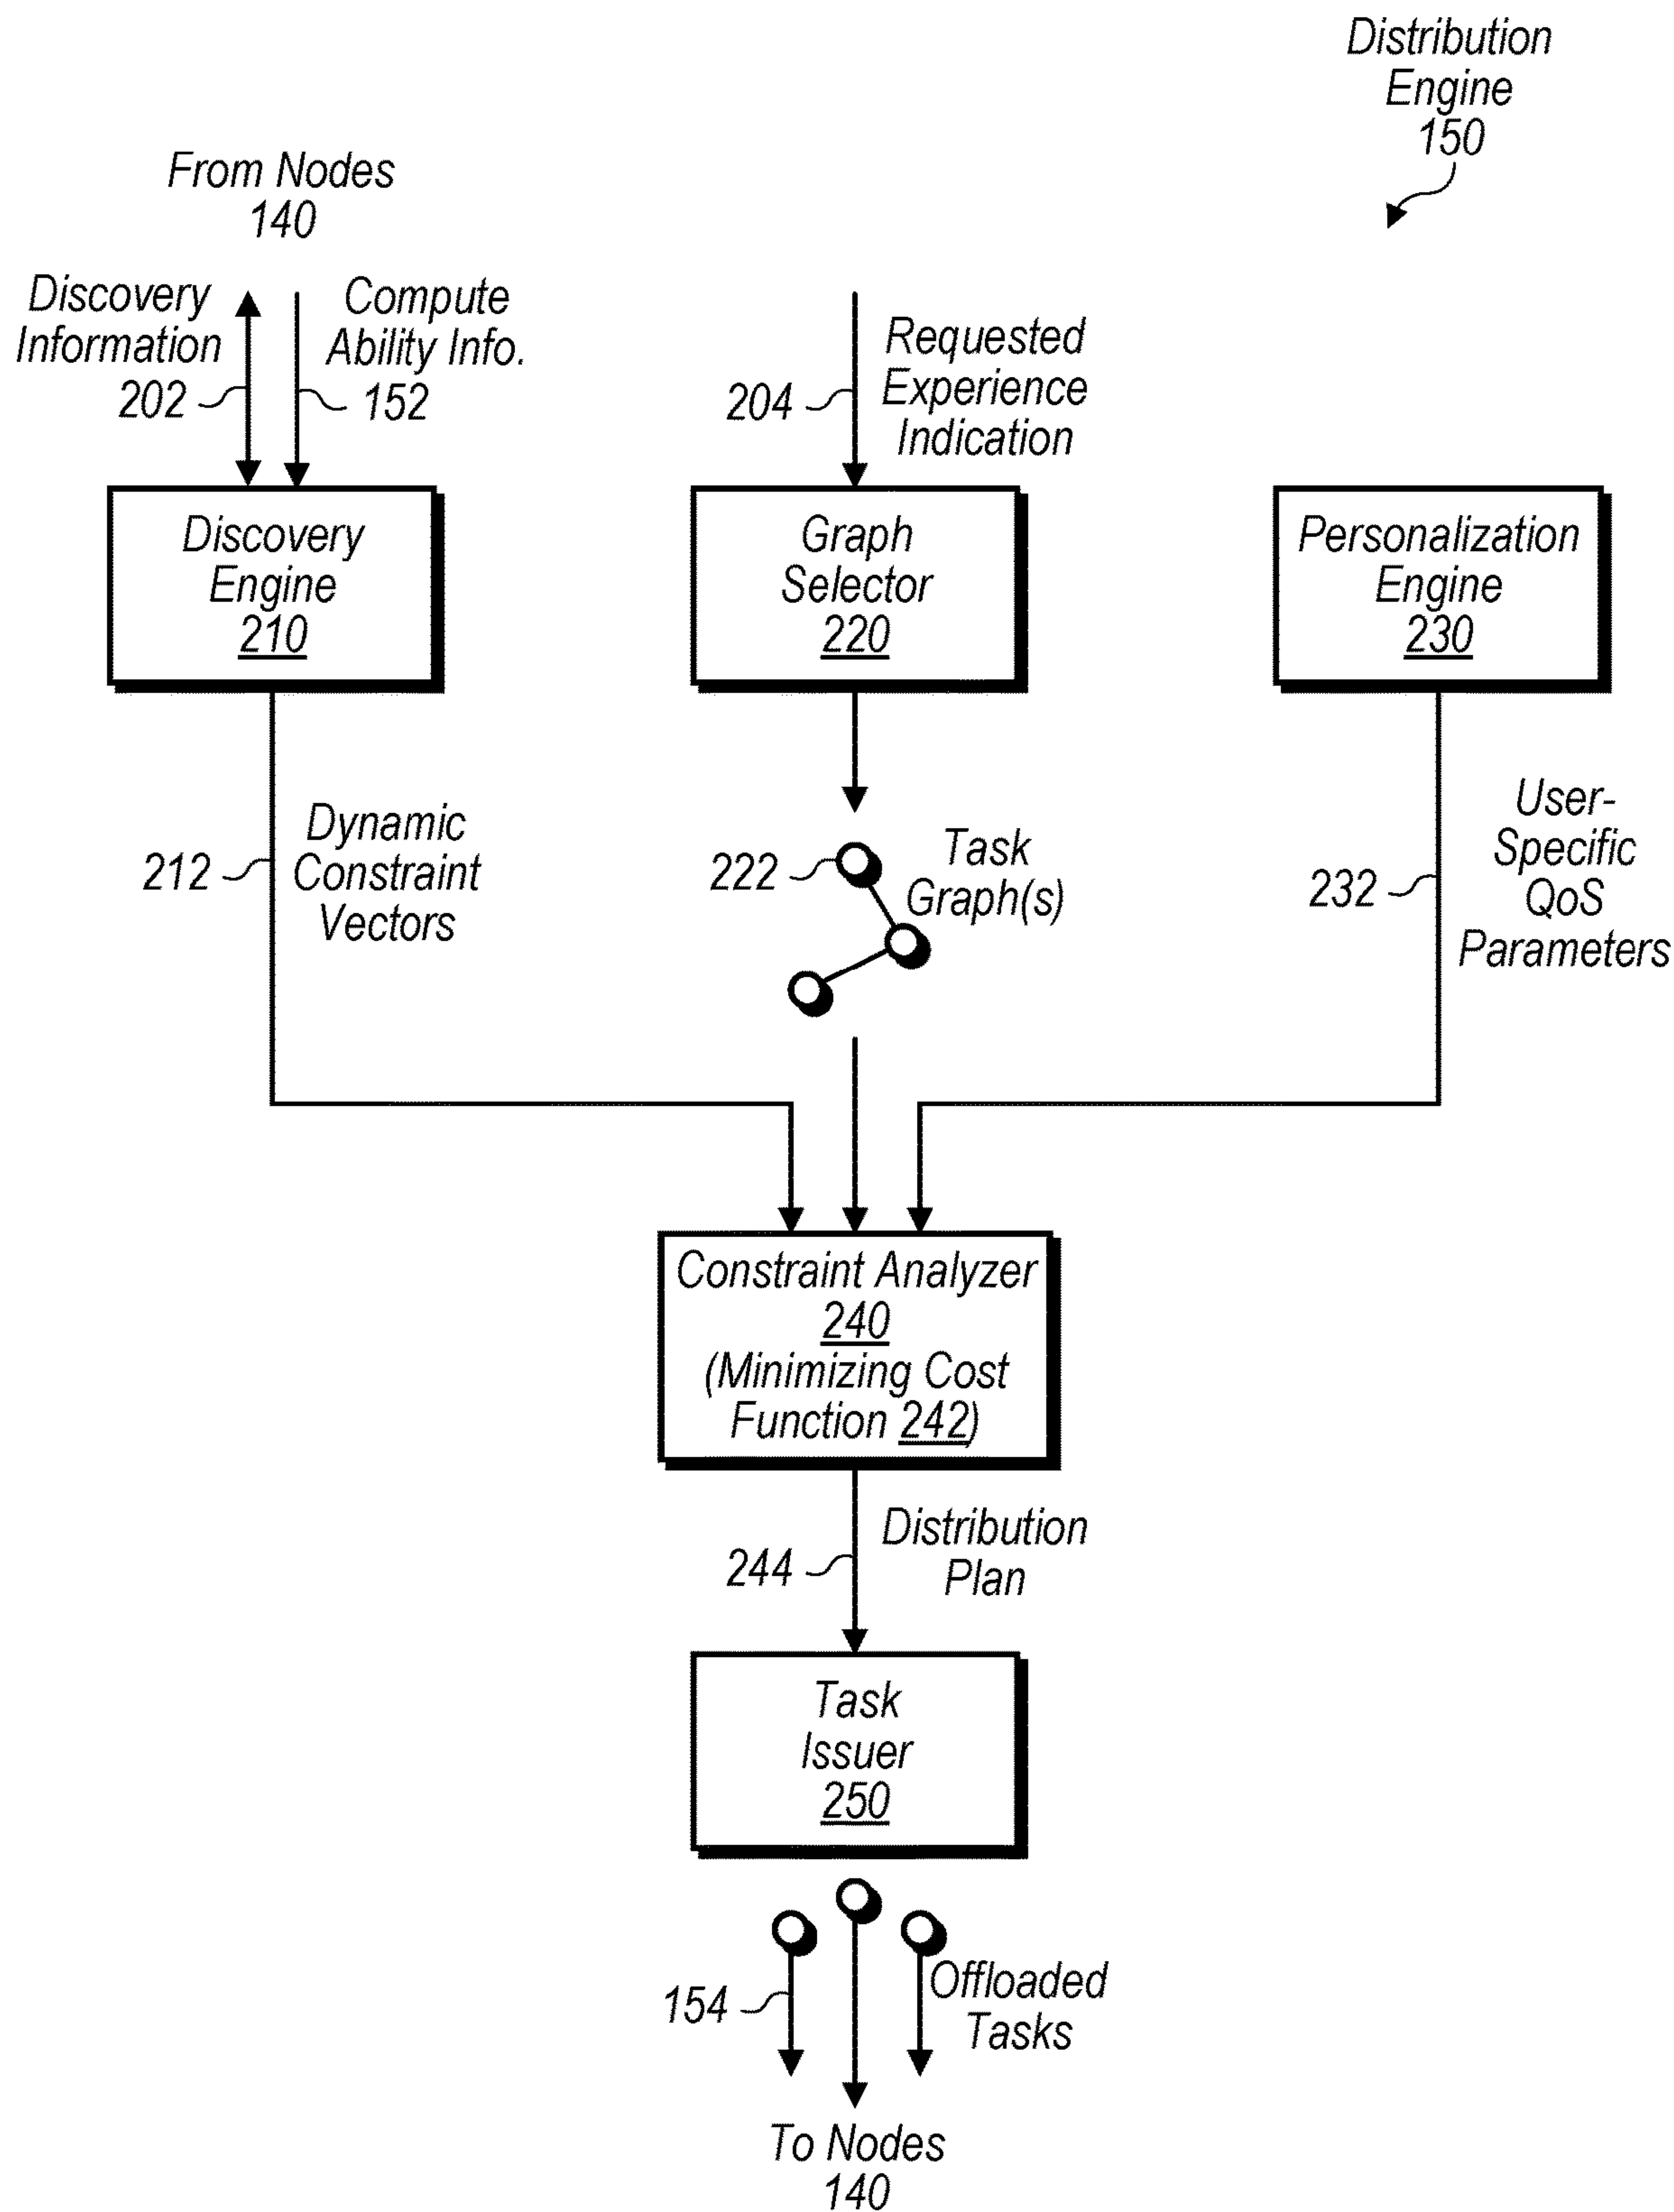 Distribution
Engine
150
From Nodes
140
Discovery
Information
202
Compute
Ability Info.
152
204
Requested
Experience
Indication
Discovery
Engine
210
Graph
Selector
220
Personalization
Engine
230
212
Dynamic
Constraint
Vectors
222
Task
Graph(s)
232
User-
Specific
QoS
Parameters
Constraint Analyzer
240
(Minimizing Cost
Function 242)
244
Distribution
Plan
Task
Issuer
250
154
Offloaded
Tasks
To Nodes
140